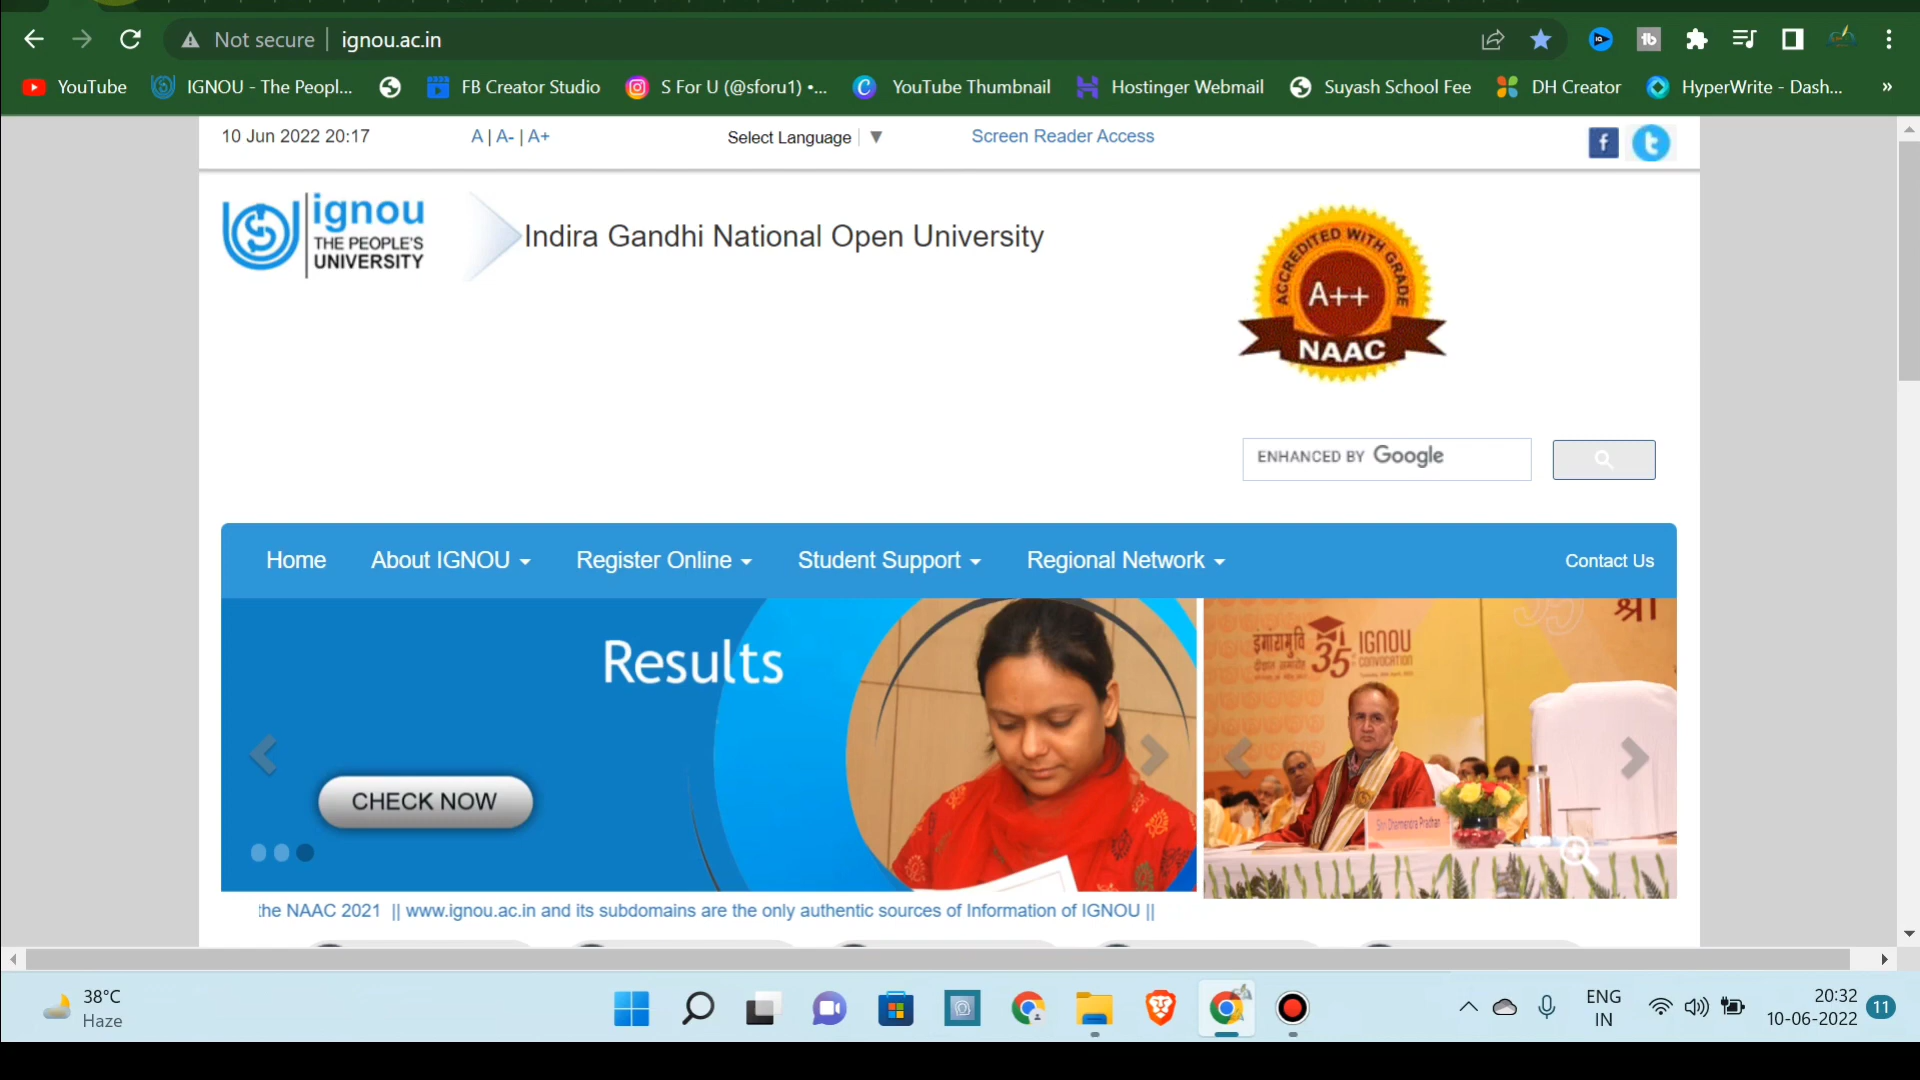 Not secure | ignou.ac.in
YouTube
IGNOU - The Peopl...
FB Creator Studio
S For U (@sforu1) •...
YouTube Thumbnail
Hostinger Webmail
Suyash School Fee
DH Creator
HyperWrite - Dash...
»
10 Jun 2022 20:17
A | A- | A+
Select Language
Screen Reader Access
ignou
THE PEOPLE'S
UNIVERSITY
Indira Gandhi National Open University
ACCREDITED WITH GRADE
A++
NAAC
ENHANCED BY Google
Home
About IGNOU
Register Online
Student Support
Regional Network
Contact Us
Results
CHECK NOW
श्री
35
IGNOU
CONVOCATION
Shri Dharmendra Pradhan
the NAAC 2021 || www.ignou.ac.in and its subdomains are the only authentic sources of Information of IGNOU ||
38°C
Haze
ENG
IN
20:32
10-06-2022
11